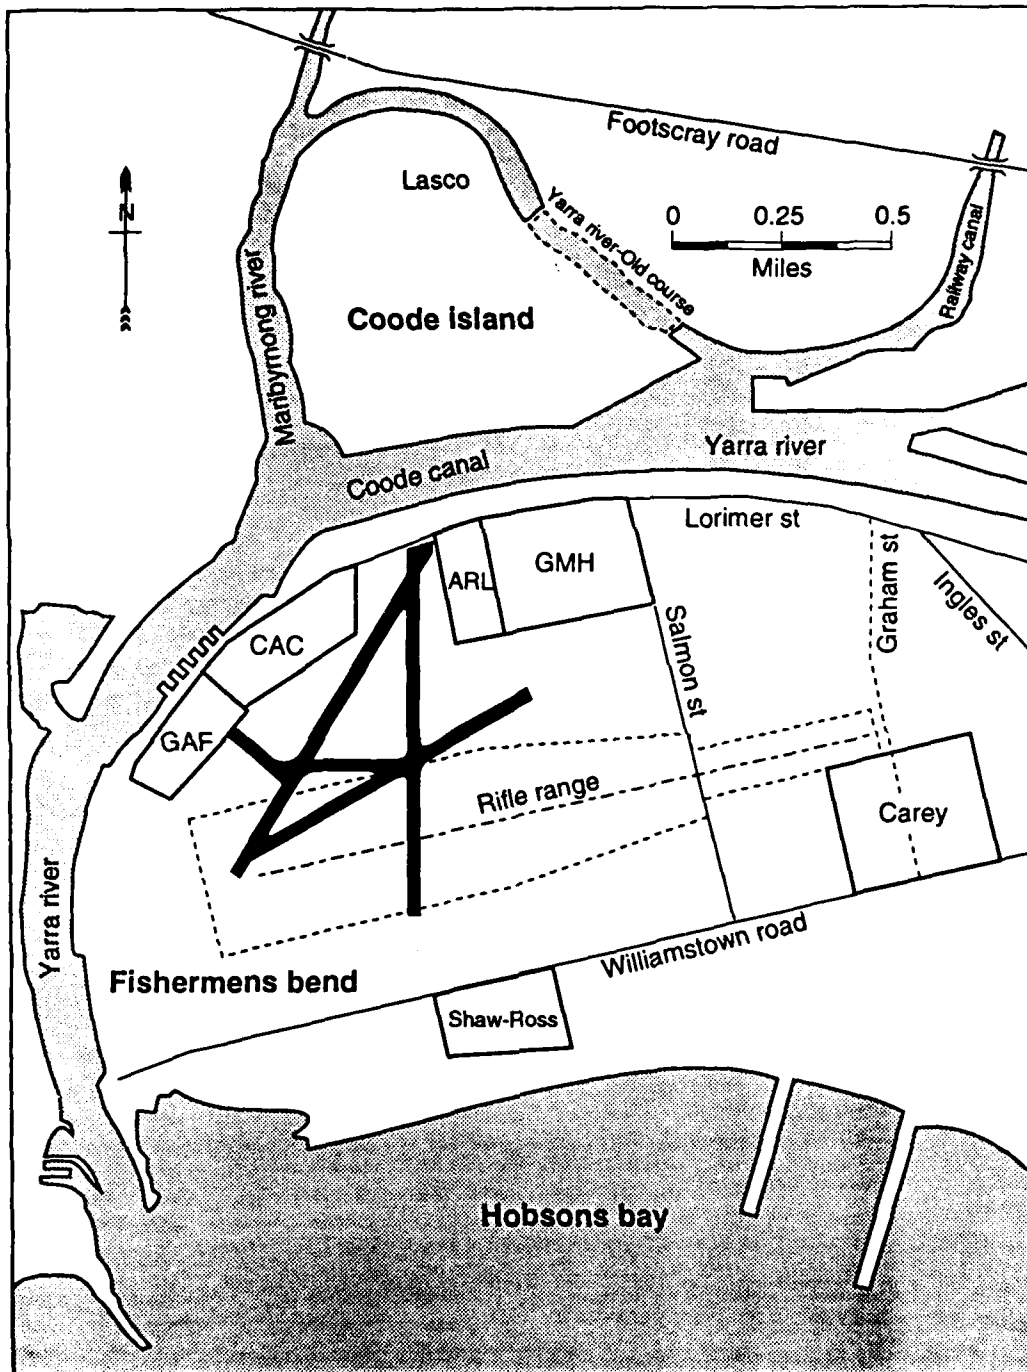 Footscray road
Lasco
N
Yarra river-Old course
0 0.25 0.5
Miles
Railway canal
Maribymong river
Coode island
Yarra river
Coode canal
Lorimer st
ARL
GMH
Graham st
Ingles st
CAC
Salmon st
GAF
Rifle range
Carey
Yarra river
Williamstown road
Fishermens bend
Shaw-Ross
Hobsons bay